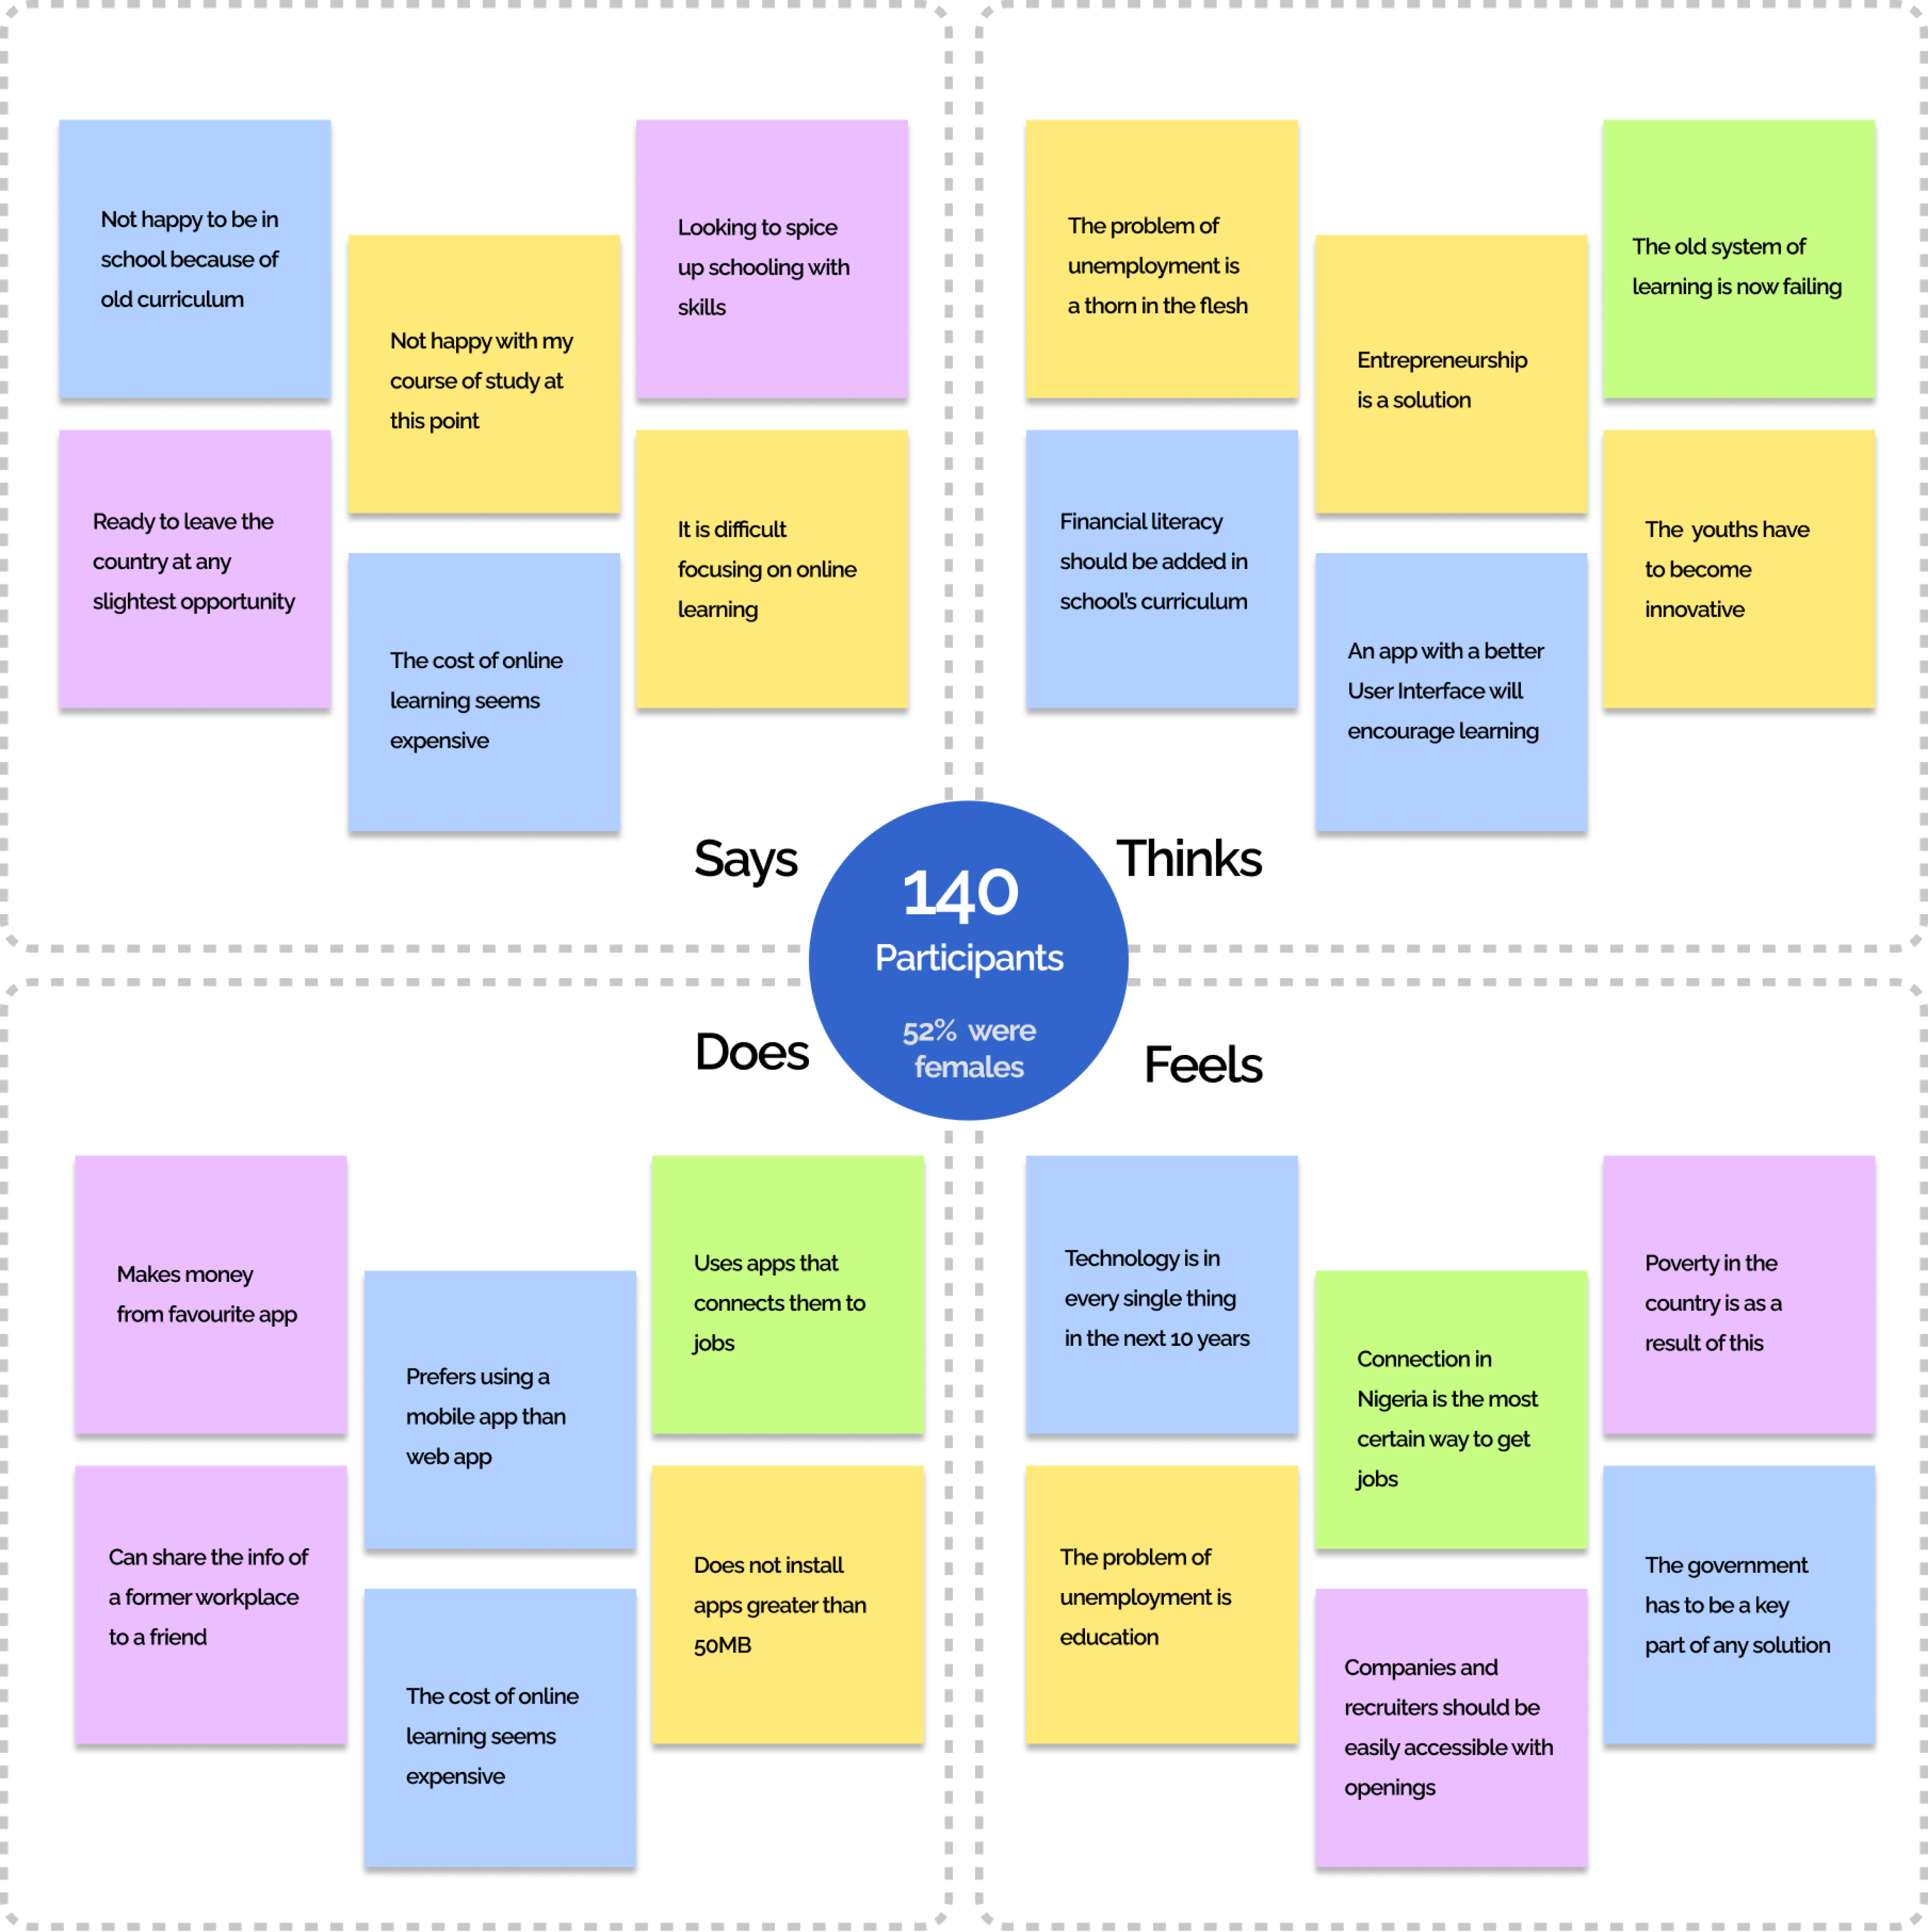 Not happy to be in
school because of
old curriculum
Not happy with my
course of study at
this point
Looking to spice
up schooling with
skills
Ready to leave the
country at any
slightest opportunity
The cost of online
learning seems
expensive
It is difficult
focusing on online
learning
Says
The problem of
unemployment is
a thorn in the flesh
Entrepreneurship
is a solution
The old system of
learning is now failing
Financial literacy
should be added in
school's curriculum
An app with a better
User Interface will
encourage learning
The youths have
to become
innovative
Thinks
140
Participants
52% were
females
Does
Makes money
from favourite app
Prefers using a
mobile app than
web app
Uses apps that
connects them to
jobs
Can share the info of
a former workplace
to a friend
The cost of online
learning seems
expensive
Does not install
apps greater than
50MB
Feels
Technology is in
every single thing
in the next 10 years
Connection in
Nigeria is the most
certain way to get
jobs
Poverty in the
country is as a
result of this
The problem of
unemployment is
education
Companies and
recruiters should be
easily accessible with
openings
The government
has to be a key
part of any solution